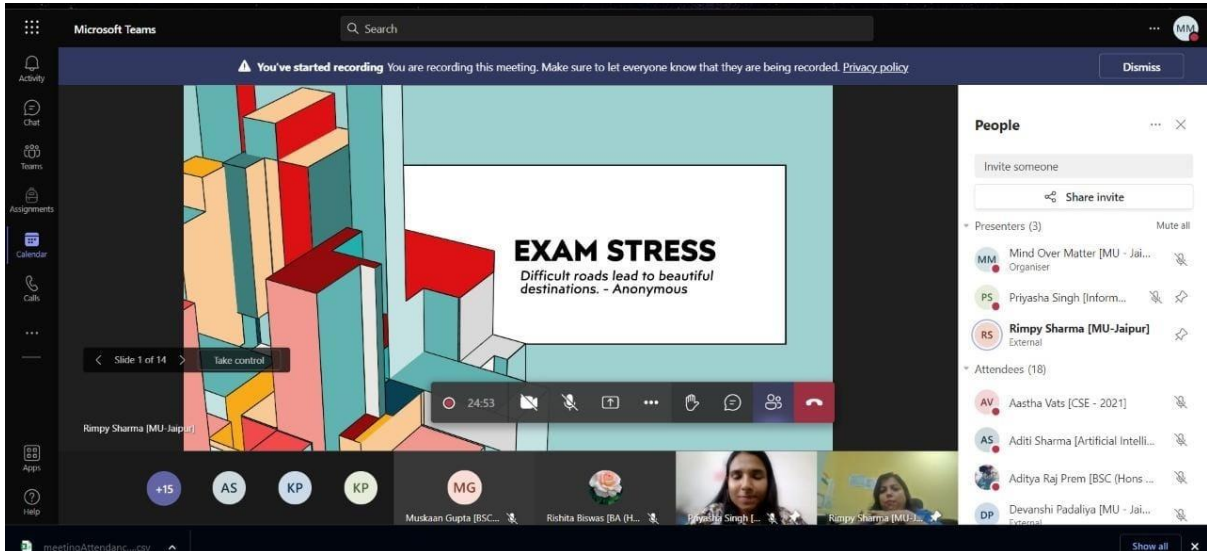 Microsoft Teams
Search
MM
You've started recording You are recording this meeting. Make sure to let everyone know that they are being recorded. Privacy policy
Dismiss
Activity
Chat
Teams
Assignments
Calendar
Calls
Apps
Help
EXAM STRESS
Difficult roads lead to beautiful
destinations. - Anonymous
Slide 1 of 14
Take control
24:53
Rimpy Sharma [MU-Jaipur]
+15
AS
KP
KP
MG
Muskaan Gupta [BSC...
Rishita Biswas [BA (H...
Priyasha Singh [...
Rimpy Sharma [MU-J...
People
Invite someone
Share invite
Presenters (3)
Mute all
MM
Mind Over Matter [MU - Jai...
Organiser
PS
Priyasha Singh [Inform...
RS
Rimpy Sharma [MU-Jaipur]
External
Attendees (18)
AV
Aastha Vats [CSE - 2021]
AS
Aditi Sharma [Artificial Intelli...
Aditya Raj Prem [BSC (Hons ...
DP
Devanshi Padaliya [MU - Jai...
External
meetingAttendanc....csv
Show all